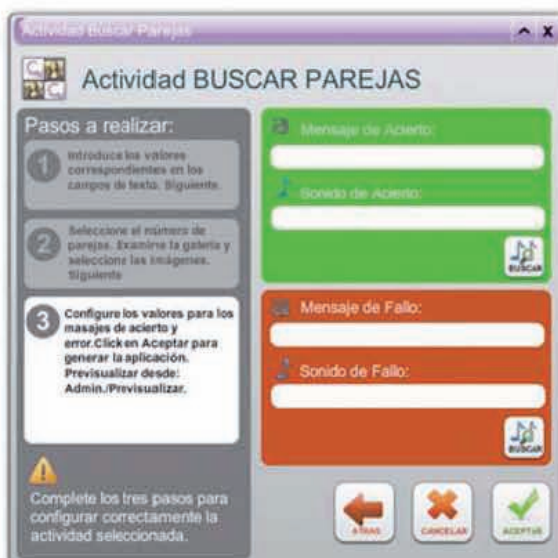 Actividad Buscar Parejas
Actividad BUSCAR PAREJAS
Pasos a realizar:
1
Introduce los valores
correspondientes en los
campos de texto. Siguiente.
2
Seleccione el número de
parejas. Examine la galería y
seleccione las imágenes.
Siguiente
3
Configure los valores para los
masajes de acierto y
error.Click en Aceptar para
generar la aplicación.
Previsualizar desde:
Admin./Previsualizar.
Complete los tres pasos para
configurar correctamente la
actividad seleccionada.
Mensaje de Acierto:
Sonido de Acierto:
BUSCAR
Mensaje de Fallo:
Sonido de Fallo:
BUSCAR
ATRAS
CANCELAR
ACEPTAR